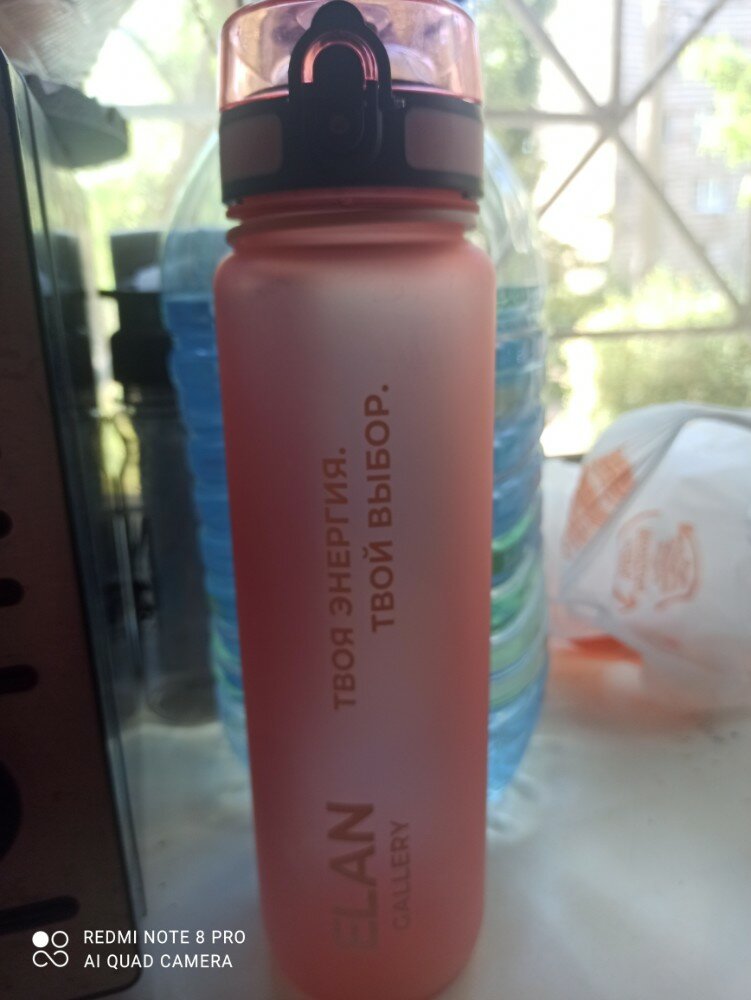 ТВОЯ ЭНЕРГИЯ.
ТВОЙ ВЫБОР.
ELAN
GALLERY
REDMI NOTE 8 PRO
AI QUAD CAMERA